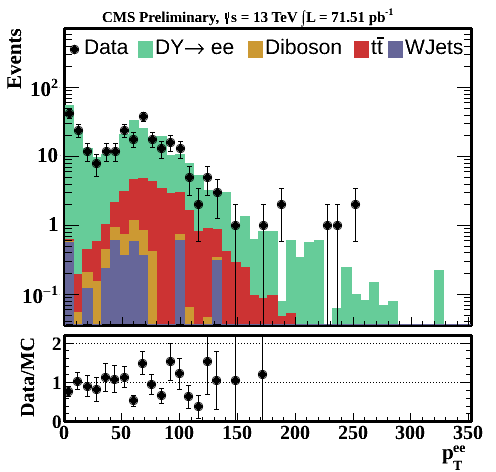 CMS Preliminary, √s = 13 TeV ∫L = 71.51 pb⁻¹
Events
Data DY→ ee Diboson tt̄ WJets
10²
10
1
10⁻¹
Data/MC
2
1
0
0 50 100 150 200 250 300 350
p_T^ee